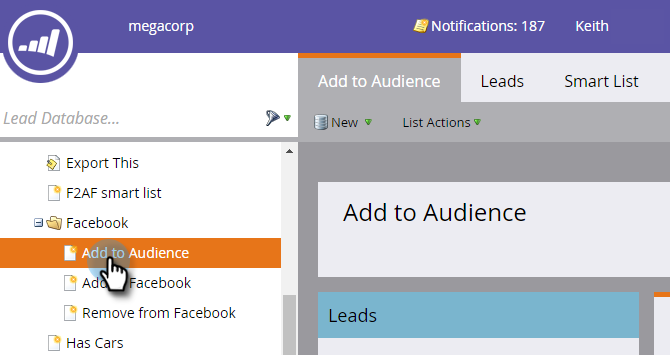 megacorp
Notifications: 187
Keith
Lead Database...
Add to Audience
Leads
Smart List
New
List Actions
Export This
F2AF smart list
Facebook
Add to Audience
Add Facebook
Remove from Facebook
Has Cars
Add to Audience
Leads